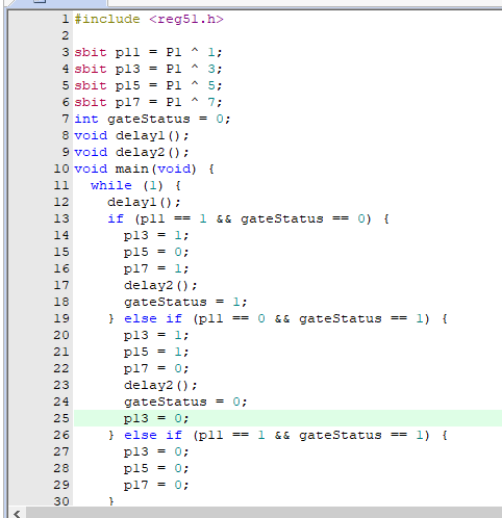 1 #include <reg51.h>
2
3 sbit p11 = P1 ^ 1;
4 sbit p13 = P1 ^ 3;
5 sbit p15 = P1 ^ 5;
6 sbit p17 = P1 ^ 7;
7 int gateStatus = 0;
8 void delay1();
9 void delay2();
10 void main(void) {
11   while (1) {
12     delay1();
13     if (p11 == 1 && gateStatus == 0) {
14       p13 = 1;
15       p15 = 0;
16       p17 = 1;
17       delay2();
18       gateStatus = 1;
19     } else if (p11 == 0 && gateStatus == 1) {
20       p13 = 1;
21       p15 = 1;
22       p17 = 0;
23       delay2();
24       gateStatus = 0;
25       p13 = 0;
26     } else if (p11 == 1 && gateStatus == 1) {
27       p13 = 0;
28       p15 = 0;
29       p17 = 0;
30     }